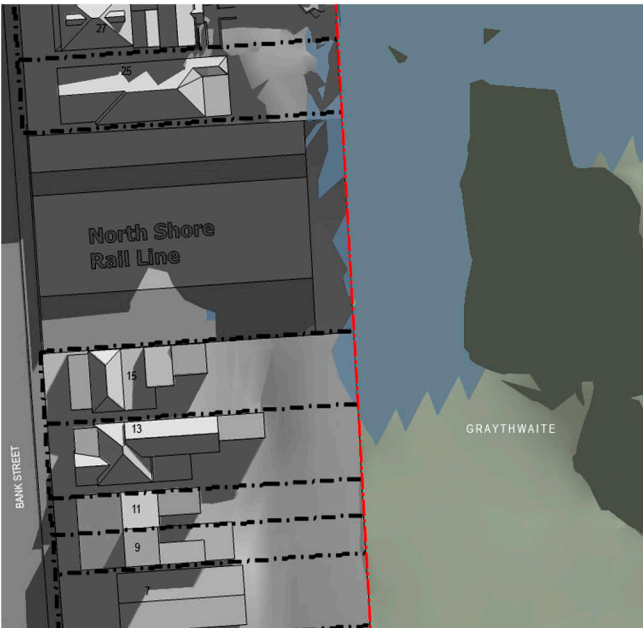 27
25
North Shore
Rail Line
15
13
GRAYTHWAITE
BANK STREET
11
9
7